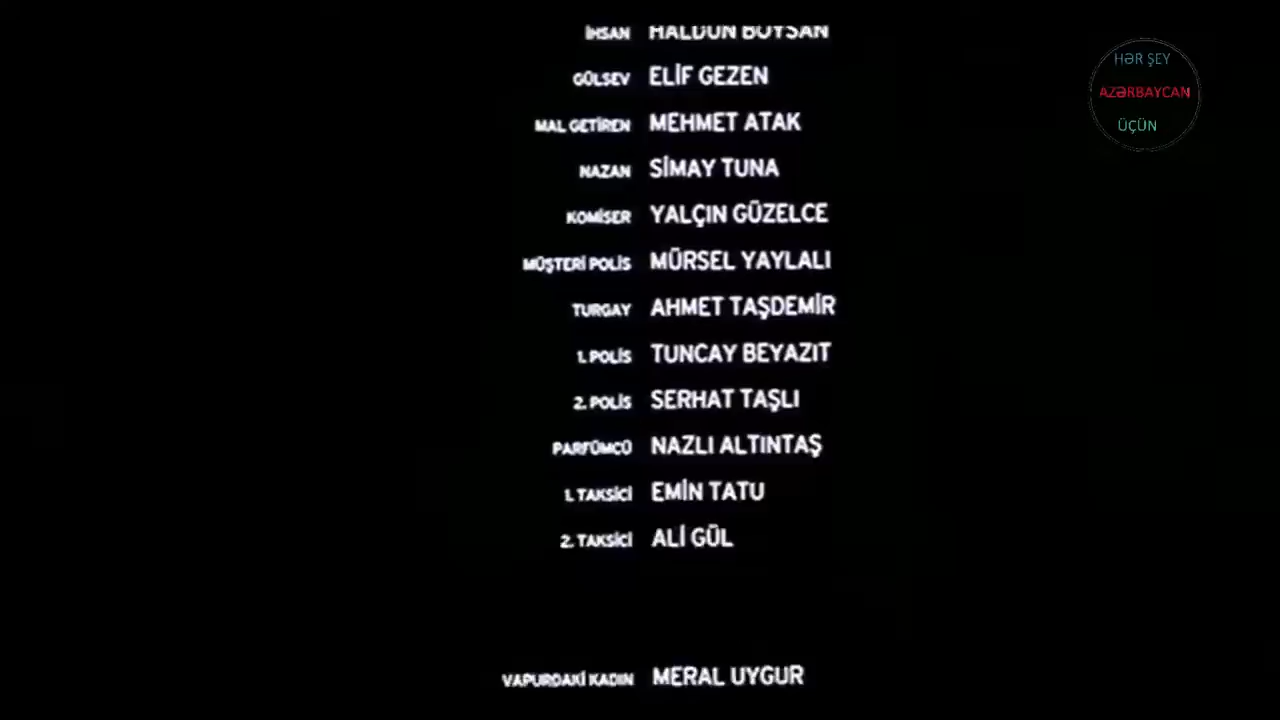 İHSAN HALDUN BOYSAN
GÜLSEV ELİF GEZEN
MAL GETİREN MEHMET ATAK
NAZAN SİMAY TUNA
KOMİSER YALÇIN GÜZELCE
MÜŞTERİ POLİS MÜRSEL YAYLALI
TURGAY AHMET TAŞDEMİR
1. POLİS TUNCAY BEYAZIT
2. POLİS SERHAT TAŞLI
PARFÜMCÜ NAZLI ALTINTAŞ
1. TAKSİCİ EMİN TATU
2. TAKSİCİ ALİ GÜL
VAPURDAKİ KADIN MERAL UYGUR
HƏR ŞEY
AZƏRBAYCAN
ÜÇÜN